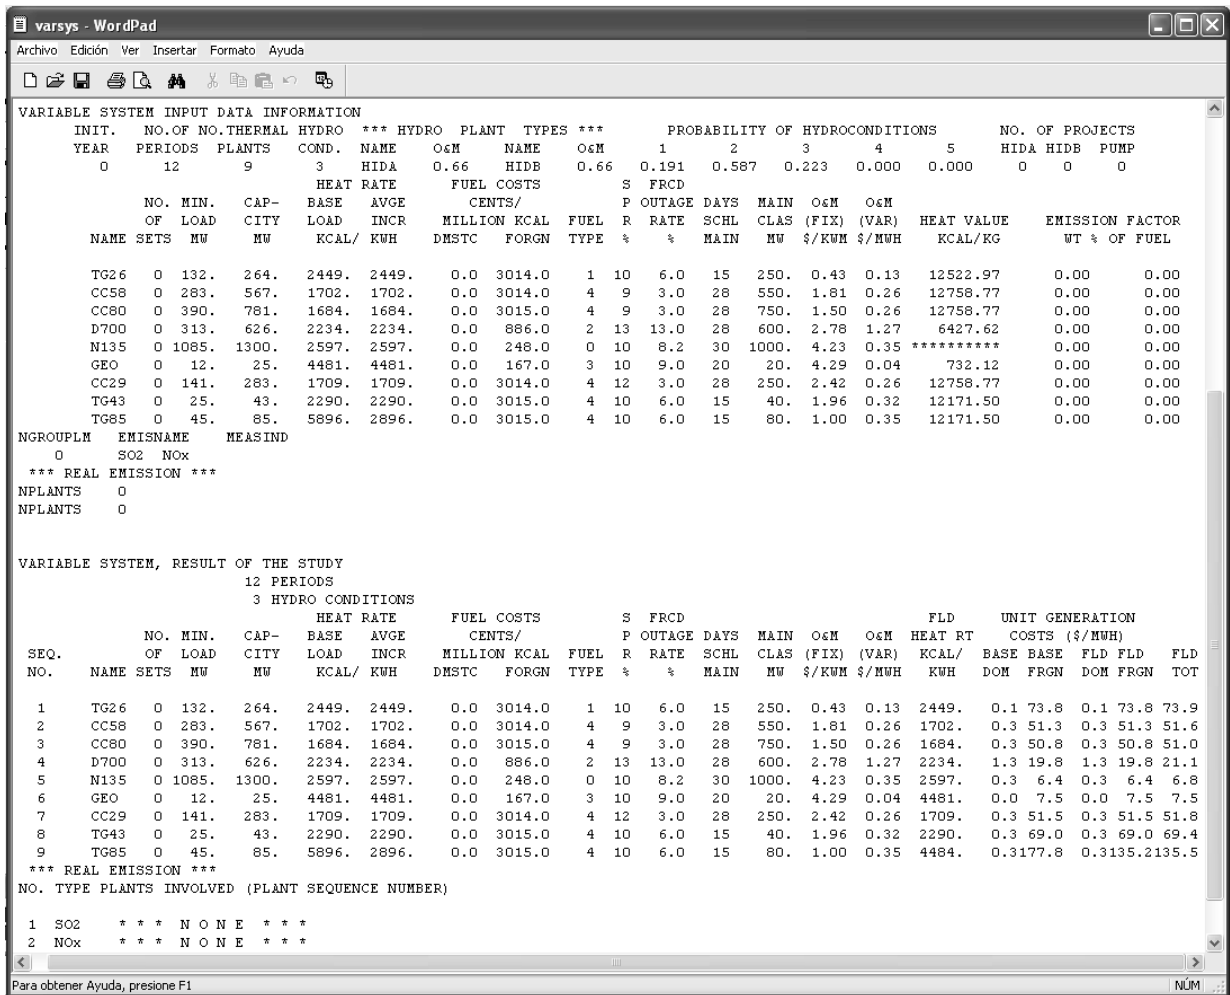 varsys - WordPad
Archivo Edición Ver Insertar Formato Ayuda
VARIABLE SYSTEM INPUT DATA INFORMATION
INIT. NO.OF NO.THERMAL HYDRO *** HYDRO PLANT TYPES *** PROBABILITY OF HYDROCONDITIONS NO. OF PROJECTS
YEAR PERIODS PLANTS COND. NAME O&M NAME O&M 1 2 3 4 5 HIDA HIDB PUMP
0 12 9 3 HIDA 0.66 HIDB 0.66 0.191 0.587 0.223 0.000 0.000 0 0 0
HEAT RATE FUEL COSTS S FRCD
NO. MIN. CAP- BASE AVGE CENTS/ P OUTAGE DAYS MAIN O&M O&M
OF LOAD CITY LOAD INCR MILLION KCAL FUEL R RATE SCHL CLAS (FIX) (VAR) HEAT VALUE EMISSION FACTOR
NAME SETS MW MW KCAL/ KWH DMSTC FORGN TYPE % % MAIN MW $/KWM $/MWH KCAL/KG WT % OF FUEL
TG26 0 132. 264. 2449. 2449. 0.0 3014.0 1 10 6.0 15 250. 0.43 0.13 12522.97 0.00 0.00
CC58 0 283. 567. 1702. 1702. 0.0 3014.0 4 9 3.0 28 550. 1.81 0.26 12758.77 0.00 0.00
CC80 0 390. 781. 1684. 1684. 0.0 3015.0 4 9 3.0 28 750. 1.50 0.26 12758.77 0.00 0.00
D700 0 313. 626. 2234. 2234. 0.0 886.0 2 13 13.0 28 600. 2.78 1.27 6427.62 0.00 0.00
N135 0 1085. 1300. 2597. 2597. 0.0 248.0 0 10 8.2 30 1000. 4.23 0.35 ********** 0.00 0.00
GEO 0 12. 25. 4481. 4481. 0.0 167.0 3 10 9.0 20 20. 4.29 0.04 732.12 0.00 0.00
CC29 0 141. 283. 1709. 1709. 0.0 3014.0 4 12 3.0 28 250. 2.42 0.26 12758.77 0.00 0.00
TG43 0 25. 43. 2290. 2290. 0.0 3015.0 4 10 6.0 15 40. 1.96 0.32 12171.50 0.00 0.00
TG85 0 45. 85. 5896. 2896. 0.0 3015.0 4 10 6.0 15 80. 1.00 0.35 12171.50 0.00 0.00
NGROUPLM EMISNAME MEASIND
0 SO2 NOx
*** REAL EMISSION ***
NPLANTS 0
NPLANTS 0
VARIABLE SYSTEM, RESULT OF THE STUDY
12 PERIODS
3 HYDRO CONDITIONS
HEAT RATE FUEL COSTS S FRCD FLD UNIT GENERATION
NO. MIN. CAP- BASE AVGE CENTS/ P OUTAGE DAYS MAIN O&M O&M HEAT RT COSTS ($/MWH)
SEQ. OF LOAD CITY LOAD INCR MILLION KCAL FUEL R RATE SCHL CLAS (FIX) (VAR) KCAL/ BASE BASE FLD FLD FLD
NO. NAME SETS MW MW KCAL/ KWH DMSTC FORGN TYPE % % MAIN MW $/KWM $/MWH KWH DOM FRGN DOM FRGN TOT
1 TG26 0 132. 264. 2449. 2449. 0.0 3014.0 1 10 6.0 15 250. 0.43 0.13 2449. 0.1 73.8 0.1 73.8 73.9
2 CC58 0 283. 567. 1702. 1702. 0.0 3014.0 4 9 3.0 28 550. 1.81 0.26 1702. 0.3 51.3 0.3 51.3 51.6
3 CC80 0 390. 781. 1684. 1684. 0.0 3015.0 4 9 3.0 28 750. 1.50 0.26 1684. 0.3 50.8 0.3 50.8 51.0
4 D700 0 313. 626. 2234. 2234. 0.0 886.0 2 13 13.0 28 600. 2.78 1.27 2234. 1.3 19.8 1.3 19.8 21.1
5 N135 0 1085. 1300. 2597. 2597. 0.0 248.0 0 10 8.2 30 1000. 4.23 0.35 2597. 0.3 6.4 0.3 6.4 6.8
6 GEO 0 12. 25. 4481. 4481. 0.0 167.0 3 10 9.0 20 20. 4.29 0.04 4481. 0.0 7.5 0.0 7.5 7.5
7 CC29 0 141. 283. 1709. 1709. 0.0 3014.0 4 12 3.0 28 250. 2.42 0.26 1709. 0.3 51.5 0.3 51.5 51.8
8 TG43 0 25. 43. 2290. 2290. 0.0 3015.0 4 10 6.0 15 40. 1.96 0.32 2290. 0.3 69.0 0.3 69.0 69.4
9 TG85 0 45. 85. 5896. 2896. 0.0 3015.0 4 10 6.0 15 80. 1.00 0.35 4484. 0.3177.8 0.3135.2135.5
*** REAL EMISSION ***
NO. TYPE PLANTS INVOLVED (PLANT SEQUENCE NUMBER)
1 SO2 * * * N O N E * * *
2 NOx * * * N O N E * * *
Para obtener Ayuda, presione F1 NÚM